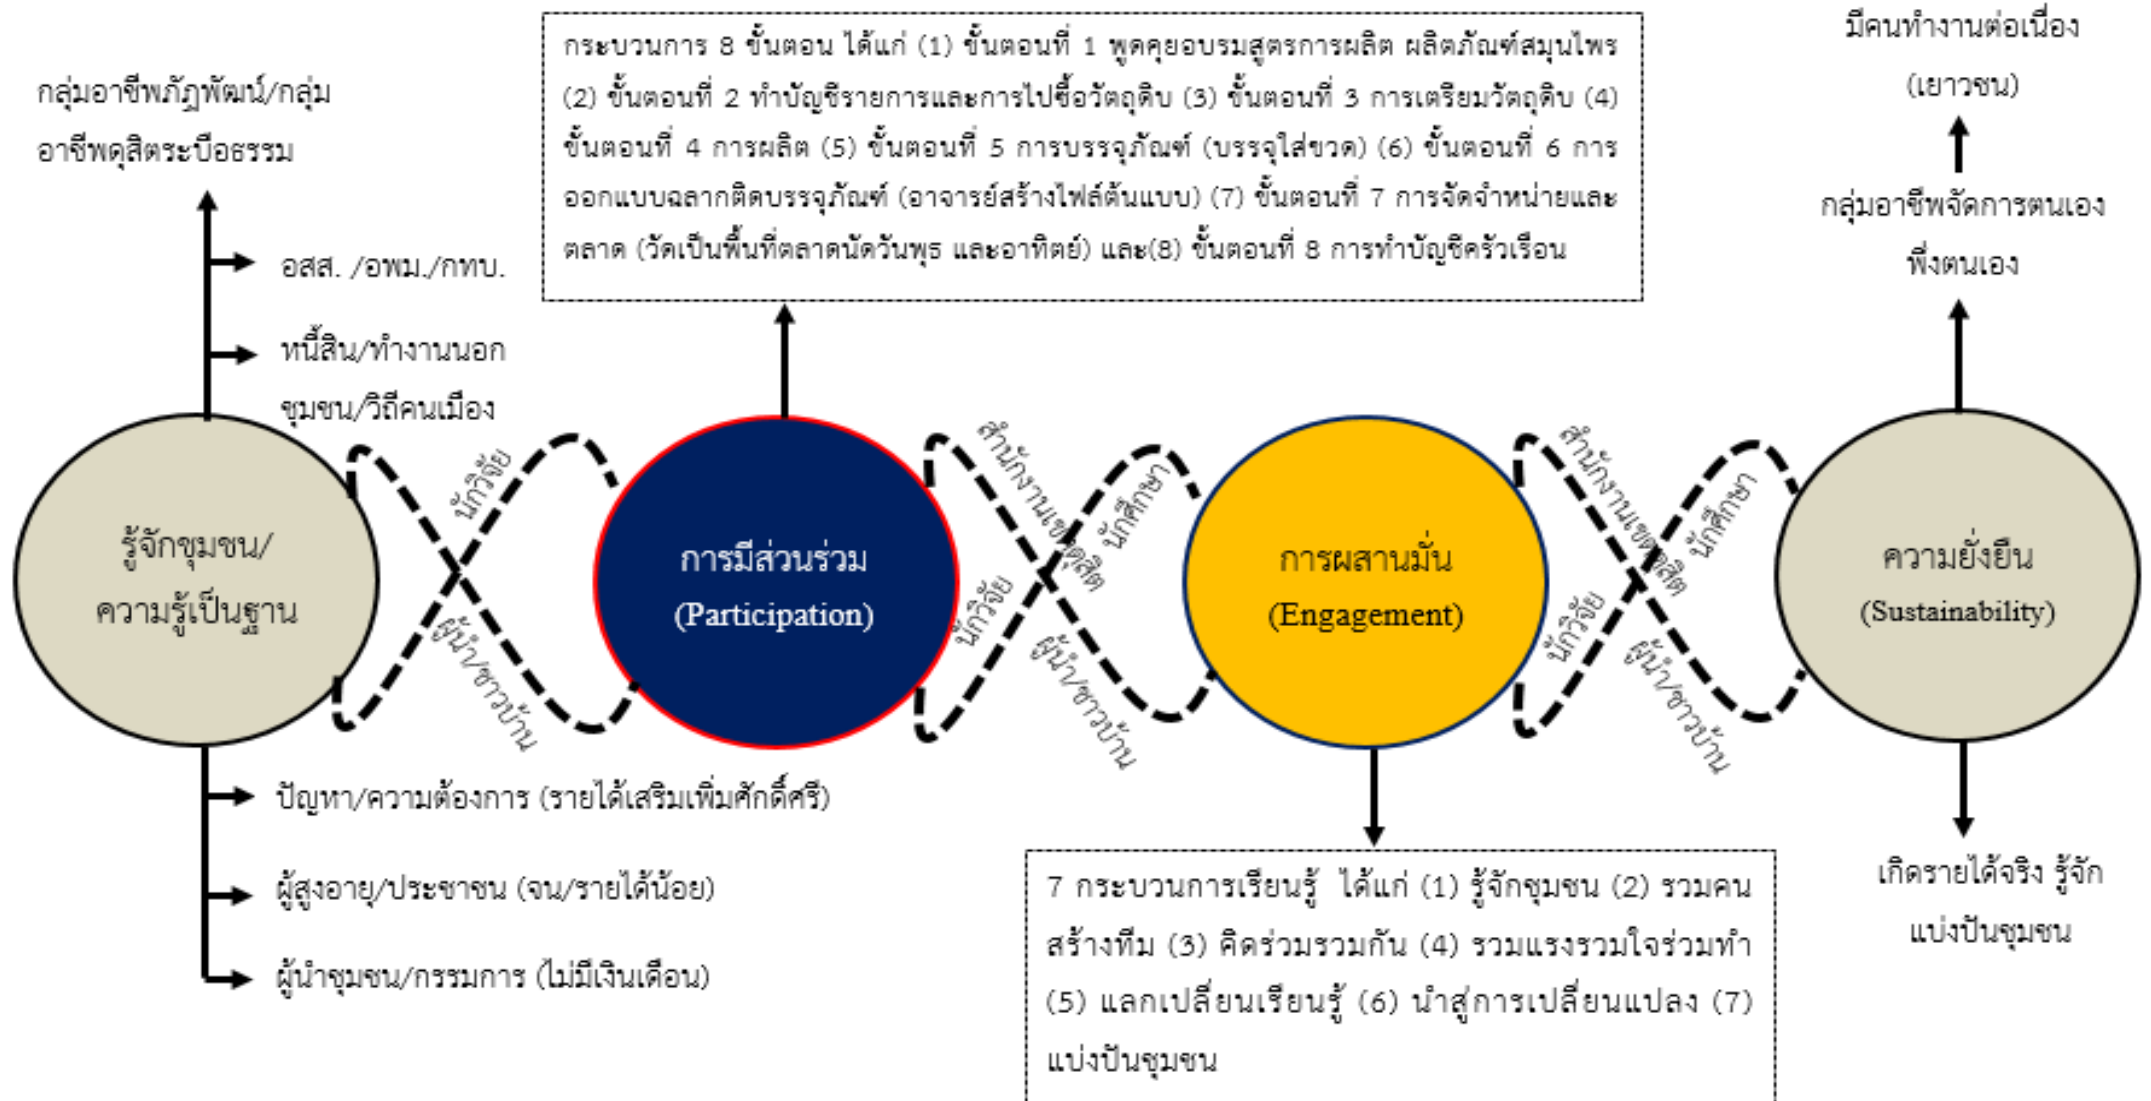 กลุ่มอาชีพภัฏพัฒน์/กลุ่ม
อาชีพดุสิตระบือธรรม
อสส. /อพม./กทบ.
หนี้สิน/ทำงานนอก
ชุมชน/วิถีคนเมือง
รู้จักชุมชน/
ความรู้เป็นฐาน
ปัญหา/ความต้องการ (รายได้เสริมเพิ่มศักดิ์ศรี)
ผู้สูงอายุ/ประชาชน (จน/รายได้น้อย)
ผู้นำชุมชน/กรรมการ (ไม่มีเงินเดือน)
นักวิจัย
ผู้นำ/ชาวบ้าน
กระบวนการ 8 ขั้นตอน ได้แก่ (1) ขั้นตอนที่ 1 พูดคุยอบรมสูตรการผลิต ผลิตภัณฑ์สมุนไพร
(2) ขั้นตอนที่ 2 ทำบัญชีรายการและการไปซื้อวัตถุดิบ (3) ขั้นตอนที่ 3 การเตรียมวัตถุดิบ (4)
ขั้นตอนที่ 4 การผลิต (5) ขั้นตอนที่ 5 การบรรจุภัณฑ์ (บรรจุใส่ขวด) (6) ขั้นตอนที่ 6 การ
ออกแบบฉลากติดบรรจุภัณฑ์ (อาจารย์สร้างไฟล์ต้นแบบ) (7) ขั้นตอนที่ 7 การจัดจำหน่ายและ
ตลาด (วัดเป็นพื้นที่ตลาดนัดวันพุธ และอาทิตย์) และ(8) ขั้นตอนที่ 8 การทำบัญชีครัวเรือน
การมีส่วนร่วม
(Participation)
สำนักงานเขตดุสิต
นักศึกษา
นักวิจัย
ผู้นำ/ชาวบ้าน
การผสานมั่น
(Engagement)
7 กระบวนการเรียนรู้ ได้แก่ (1) รู้จักชุมชน (2) รวมคน
สร้างทีม (3) คิดร่วมรวมกัน (4) รวมแรงรวมใจร่วมทำ
(5) แลกเปลี่ยนเรียนรู้ (6) นำสู่การเปลี่ยนแปลง (7)
แบ่งปันชุมชน
สำนักงานเขตดุสิต
นักศึกษา
นักวิจัย
ผู้นำ/ชาวบ้าน
มีคนทำงานต่อเนื่อง
(เยาวชน)
กลุ่มอาชีพจัดการตนเอง
พึ่งตนเอง
ความยั่งยืน
(Sustainability)
เกิดรายได้จริง รู้จัก
แบ่งปันชุมชน